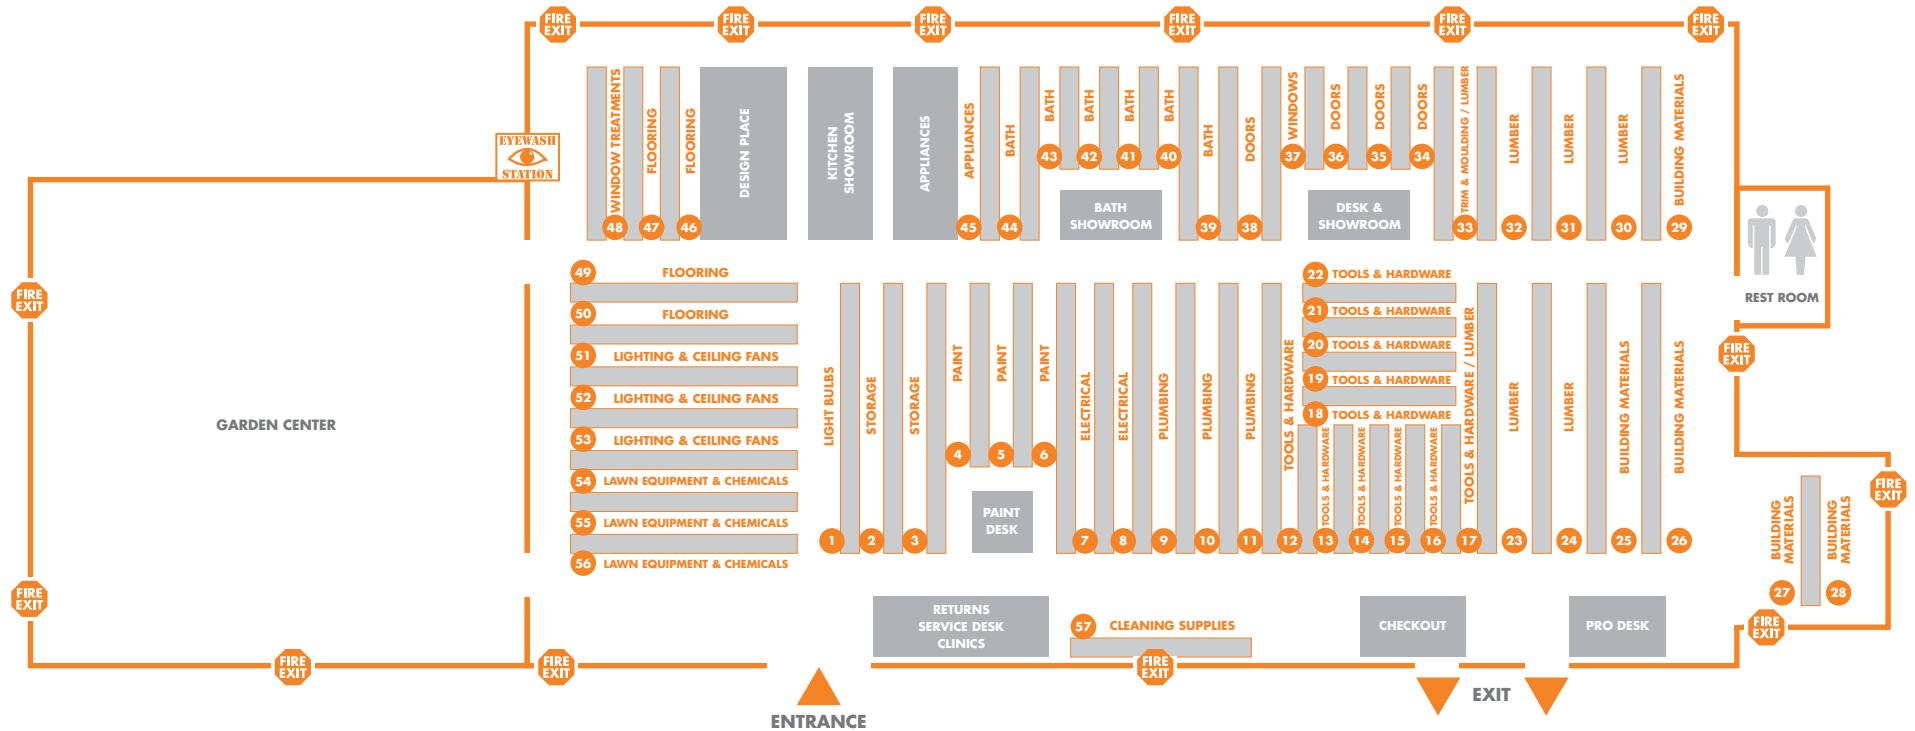 FIRE
EXIT
FIRE
EXIT
FIRE
EXIT
FIRE
EXIT
FIRE
EXIT
FIRE
EXIT
EYEWASH
STATION
WINDOW TREATMENTS
48
FLOORING
47
FLOORING
46
DESIGN PLACE
KITCHEN
SHOWROOM
APPLIANCES
APPLIANCES
45
BATH
44
BATH
43
BATH
42
BATH
41
BATH
40
BATH
SHOWROOM
BATH
39
DOORS
38
WINDOWS
37
DOORS
36
DOORS
35
DOORS
34
DESK &
SHOWROOM
TRIM & MOULDING / LUMBER
33
LUMBER
32
LUMBER
31
LUMBER
30
BUILDING MATERIALS
29
REST ROOM
FIRE
EXIT
FIRE
EXIT
FIRE
EXIT
GARDEN CENTER
49 FLOORING
50 FLOORING
51 LIGHTING & CEILING FANS
52 LIGHTING & CEILING FANS
53 LIGHTING & CEILING FANS
54 LAWN EQUIPMENT & CHEMICALS
55 LAWN EQUIPMENT & CHEMICALS
56 LAWN EQUIPMENT & CHEMICALS
LIGHT BULBS
1
STORAGE
2
STORAGE
3
PAINT
4
PAINT
5
PAINT
6
PAINT
DESK
ELECTRICAL
7
ELECTRICAL
8
PLUMBING
9
PLUMBING
10
PLUMBING
11
TOOLS & HARDWARE
12
22 TOOLS & HARDWARE
21 TOOLS & HARDWARE
20 TOOLS & HARDWARE
19 TOOLS & HARDWARE
18 TOOLS & HARDWARE
TOOLS & HARDWARE
13
TOOLS & HARDWARE
14
TOOLS & HARDWARE
15
TOOLS & HARDWARE
16
TOOLS & HARDWARE / LUMBER
17
LUMBER
23
LUMBER
24
BUILDING MATERIALS
25
BUILDING MATERIALS
26
BUILDING
MATERIALS
27
BUILDING
MATERIALS
28
FIRE
EXIT
FIRE
EXIT
RETURNS
SERVICE DESK
CLINICS
57 CLEANING SUPPLIES
CHECKOUT
PRO DESK
FIRE
EXIT
FIRE
EXIT
FIRE
EXIT
ENTRANCE
EXIT